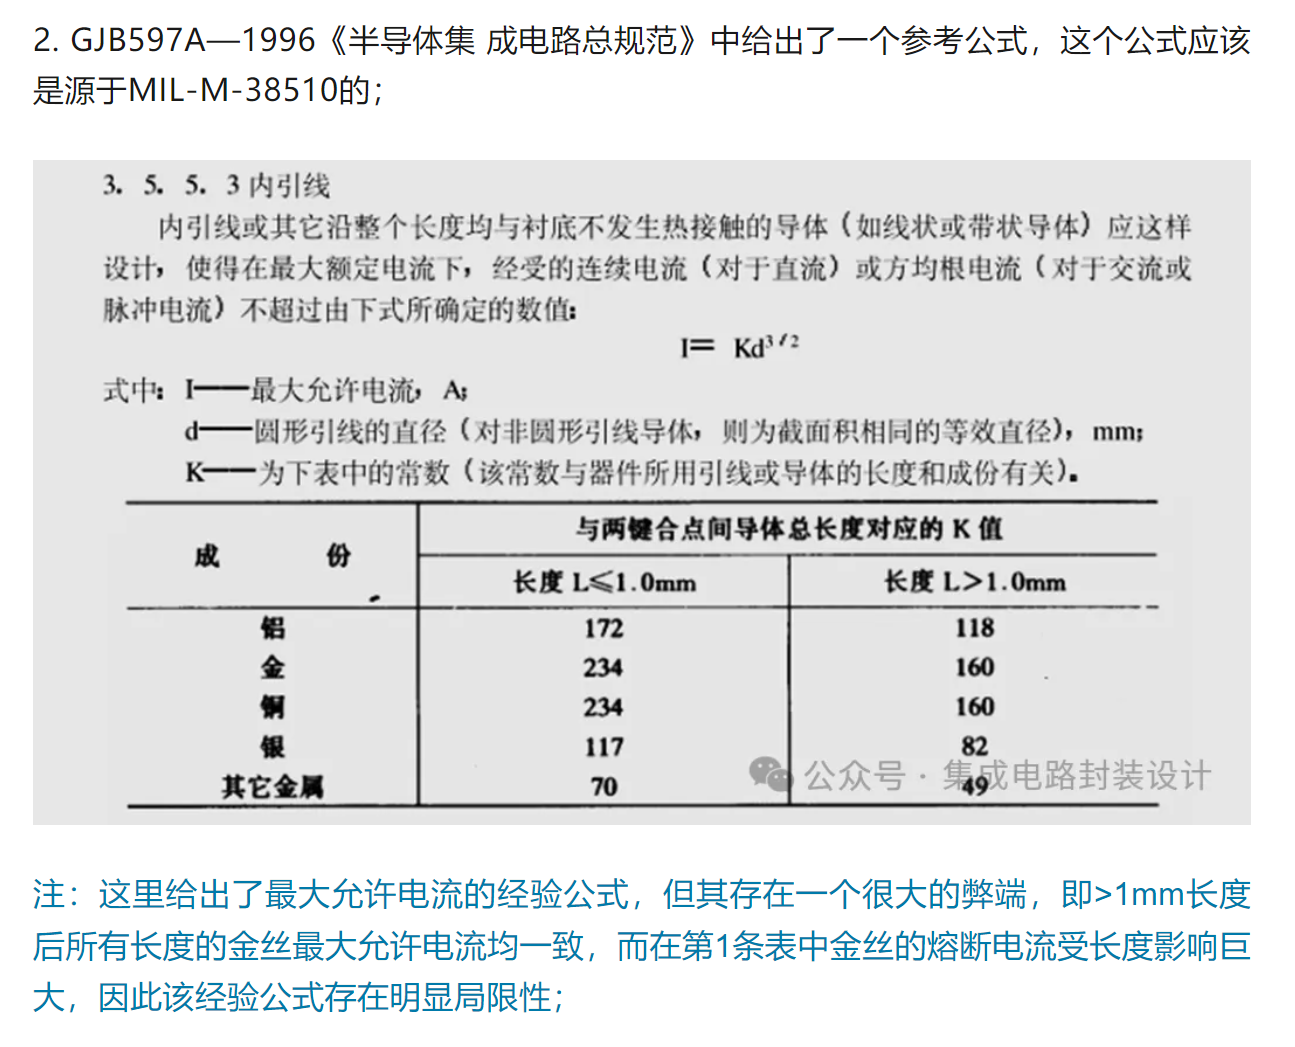 2. GJB597A—1996《半导体集 成电路总规范》中给出了一个参考公式，这个公式应该
是源于MIL-M-38510的；
3．5．5．3 内引线
内引线或其它沿整个长度均与衬底不发生热接触的导体（如线状或带状导体）应这样
设计，使得在最大额定电流下，经受的连续电流（对于直流）或方均根电流（对于交流或
脉冲电流）不超过由下式所确定的数值：
I＝ Kd³ᐟ²
式中：I——最大允许电流，A；
d——圆形引线的直径（对非圆形引线导体，则为截面积相同的等效直径），mm；
K——为下表中的常数（该常数与器件所用引线或导体的长度和成份有关）。
成 份
与两键合点间导体总长度对应的 K 值
长度 L≤1.0mm 长度 L>1.0mm
铝 172 118
金 234 160
铜 234 160
银 117 82
其它金属 70 49
公众号 · 集成电路封装设计
注：这里给出了最大允许电流的经验公式，但其存在一个很大的弊端，即>1mm长度
后所有长度的金丝最大允许电流均一致，而在第1条表中金丝的熔断电流受长度影响巨
大，因此该经验公式存在明显局限性；